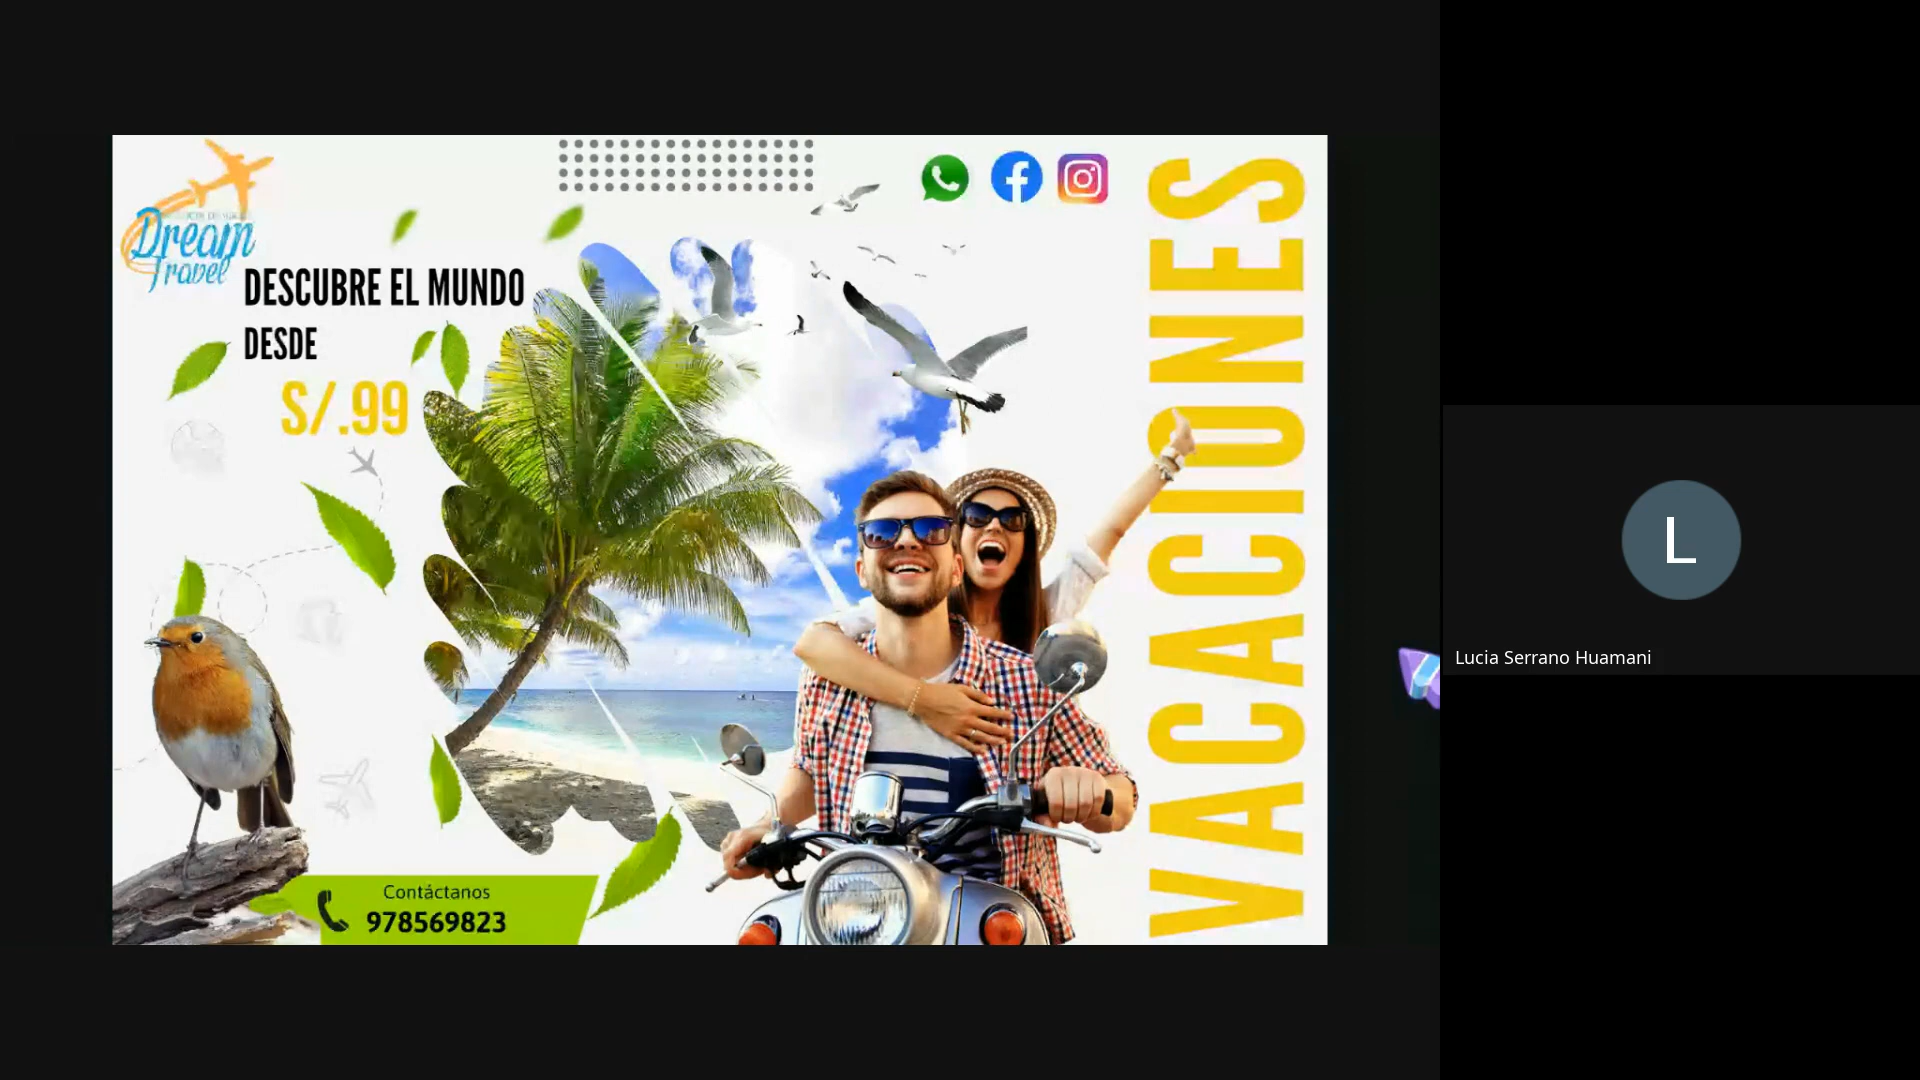 Dream
Travel
DESCUBRE EL MUNDO
DESDE
S/.99
VACACIONES
Contáctanos
978569823
L
Lucia Serrano Huamani